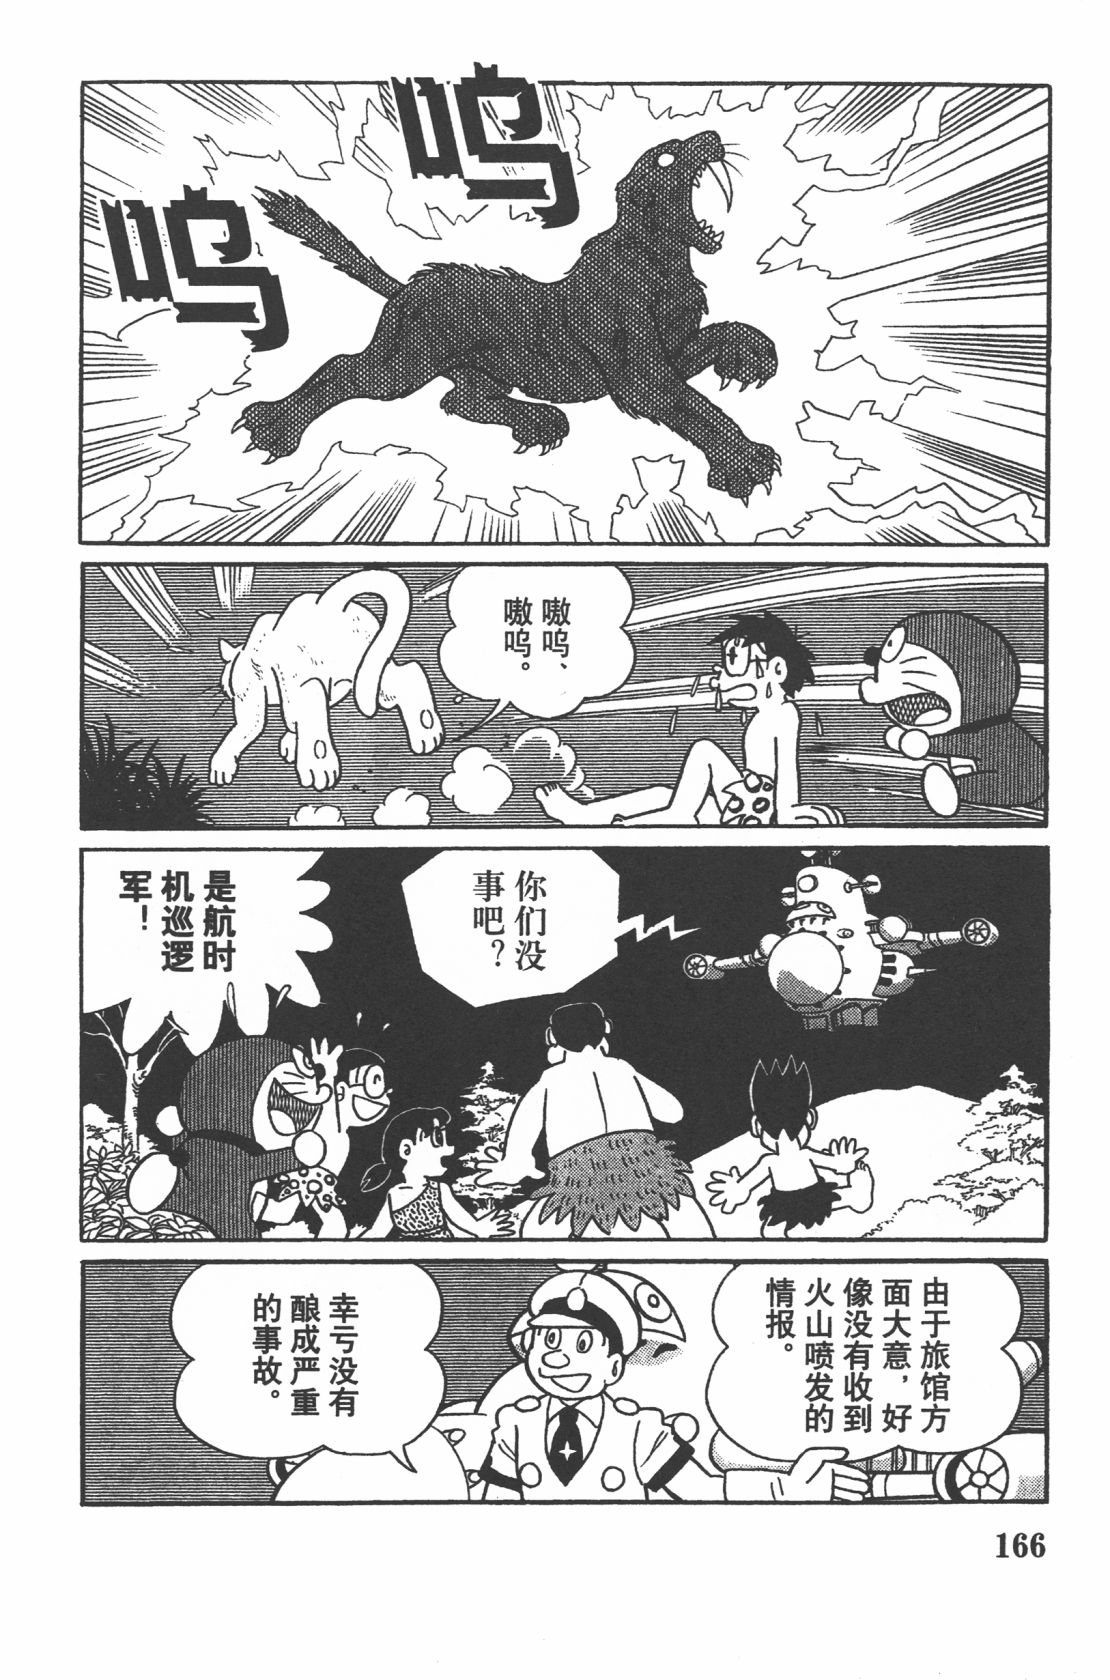 呜
呜
嗷呜、
嗷呜。
你们没
事吧？
是航时
机巡逻
军！
由于旅馆方
面大意，好
像没有收到
火山喷发的
情报。
幸亏没有
酿成严重
的事故。
166